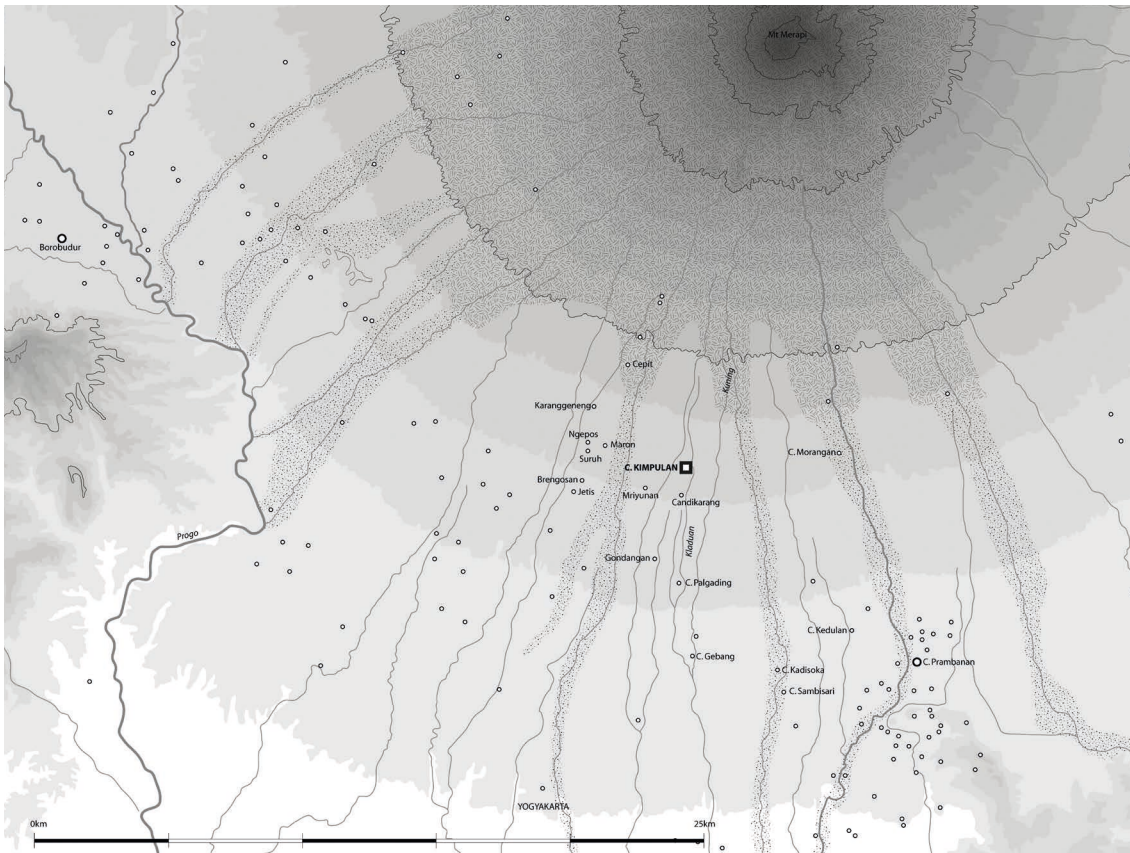 Mt Merapi
Borobudur
Cepit
Kuning
Karanggeneng
Ngepos
Maron
Suruh
C. Morangan
C. KIMPULAN
Brengosan
Jetis
Mriyunan
Candikarang
Progo
Kladuan
Gondangan
C. Palgading
C. Kedulan
C. Gebang
C. Prambanan
C. Kadisoka
C. Sambisari
YOGYAKARTA
0km
25km